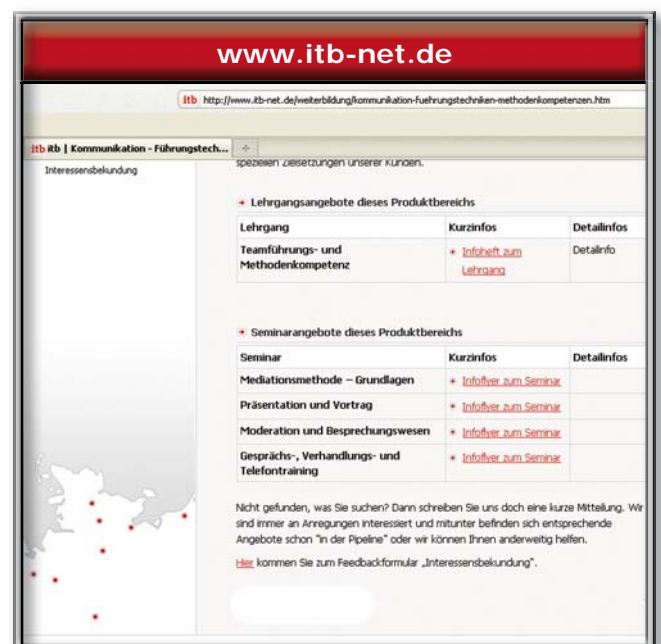 www.itb-net.de
itb http://www.itb-net.de/weiterbildung/kommunikation-fuehrungstechniken-methodenkompetenzen.htm
itb itb | Kommunikation - Führungstech...
Interessensbekundung
speziellen Zielsetzungen unserer Kunden.
Lehrgangsangebote dieses Produktbereichs
Lehrgang Kurzinfos Detailinfos
Teamführungs- und Methodenkompetenz Infoheft zum Lehrgang Detailinfo
Seminarangebote dieses Produktbereichs
Seminar Kurzinfos Detailinfos
Mediationsmethode – Grundlagen Infoflyer zum Seminar
Präsentation und Vortrag Infoflyer zum Seminar
Moderation und Besprechungswesen Infoflyer zum Seminar
Gesprächs-, Verhandlungs- und Telefontraining Infoflyer zum Seminar
Nicht gefunden, was Sie suchen? Dann schreiben Sie uns doch eine kurze Mitteilung. Wir
sind immer an Anregungen interessiert und mitunter befinden sich entsprechende
Angebote schon "in der Pipeline" oder wir können Ihnen anderweitig helfen.
Hier kommen Sie zum Feedbackformular „Interessensbekundung".